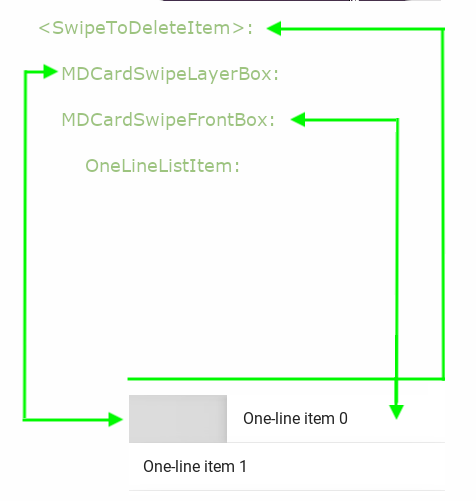 <SwipeToDeleteItem>:
MDCardSwipeLayerBox:
MDCardSwipeFrontBox:
OneLineListItem:
One-line item 0
One-line item 1